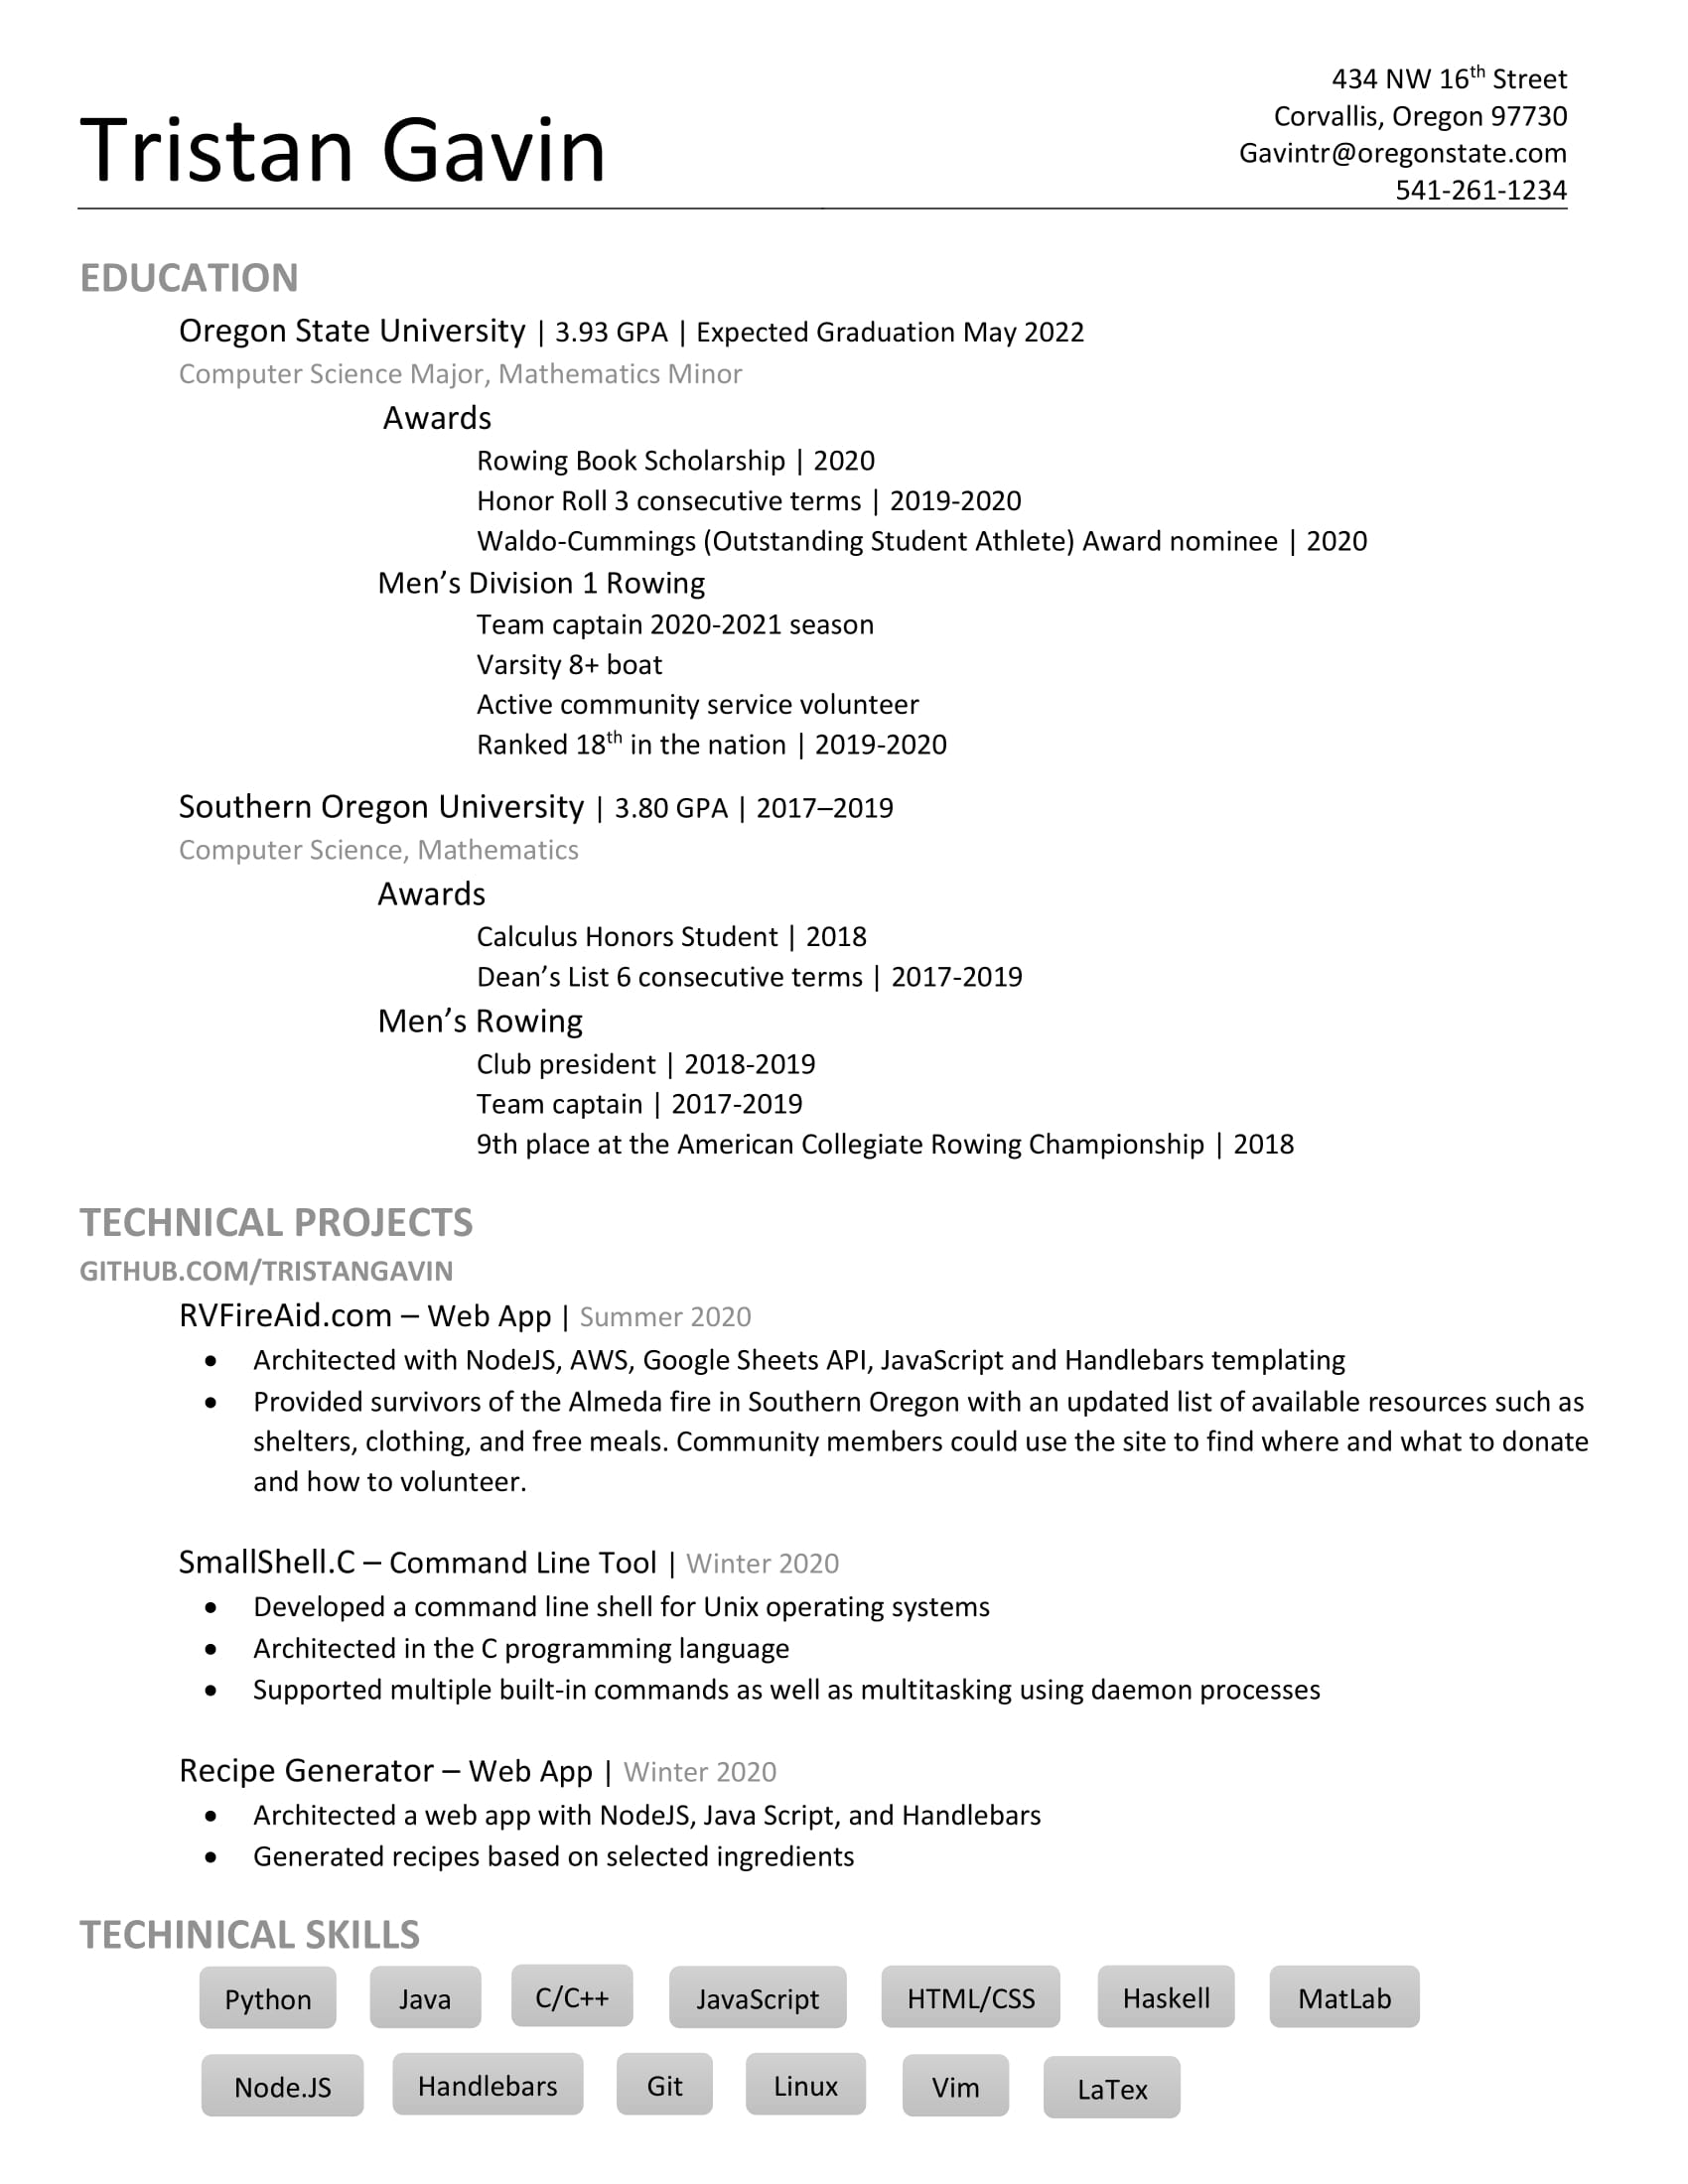 434 NW 16th Street
Corvallis, Oregon 97730
Tristan Gavin
Gavintr@oregonstate.com
541-261-1234
EDUCATION
Oregon State University | 3.93 GPA | Expected Graduation May 2022
Computer Science Major, Mathematics Minor
Awards
Rowing Book Scholarship | 2020
Honor Roll 3 consecutive terms | 2019-2020
Waldo-Cummings (Outstanding Student Athlete) Award nominee | 2020
Men’s Division 1 Rowing
Team captain 2020-2021 season
Varsity 8+ boat
Active community service volunteer
Ranked 18th in the nation | 2019-2020
Southern Oregon University | 3.80 GPA | 2017–2019
Computer Science, Mathematics
Awards
Calculus Honors Student | 2018
Dean’s List 6 consecutive terms | 2017-2019
Men’s Rowing
Club president | 2018-2019
Team captain | 2017-2019
9th place at the American Collegiate Rowing Championship | 2018
TECHNICAL PROJECTS
GITHUB.COM/TRISTANGAVIN
RVFireAid.com – Web App | Summer 2020
• Architected with NodeJS, AWS, Google Sheets API, JavaScript and Handlebars templating
• Provided survivors of the Almeda fire in Southern Oregon with an updated list of available resources such as
shelters, clothing, and free meals. Community members could use the site to find where and what to donate
and how to volunteer.
SmallShell.C – Command Line Tool | Winter 2020
• Developed a command line shell for Unix operating systems
• Architected in the C programming language
• Supported multiple built-in commands as well as multitasking using daemon processes
Recipe Generator – Web App | Winter 2020
• Architected a web app with NodeJS, Java Script, and Handlebars
• Generated recipes based on selected ingredients
TECHINICAL SKILLS
Python Java C/C++ JavaScript HTML/CSS Haskell MatLab
Node.JS Handlebars Git Linux Vim LaTex